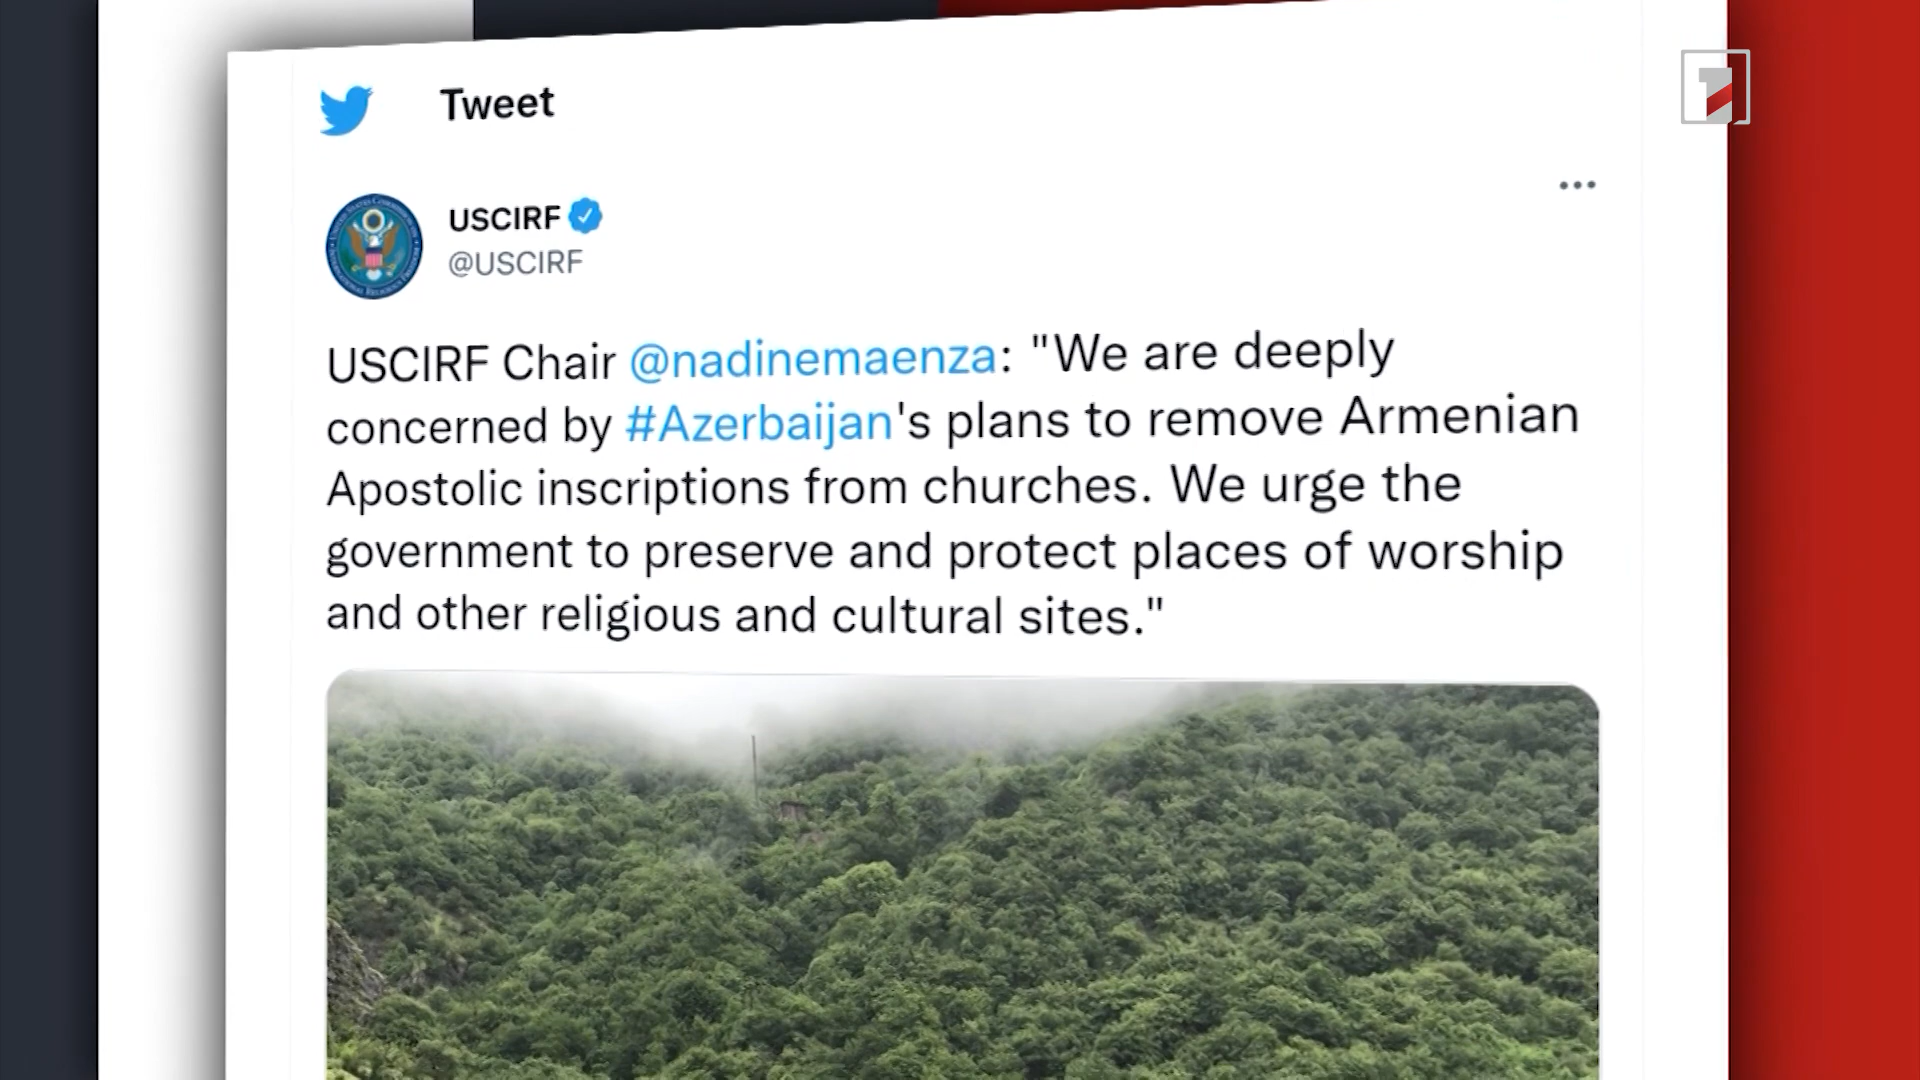 Tweet
USCIRF
@USCIRF
USCIRF Chair @nadinemaenza: "We are deeply
concerned by #Azerbaijan's plans to remove Armenian
Apostolic inscriptions from churches. We urge the
government to preserve and protect places of worship
and other religious and cultural sites."